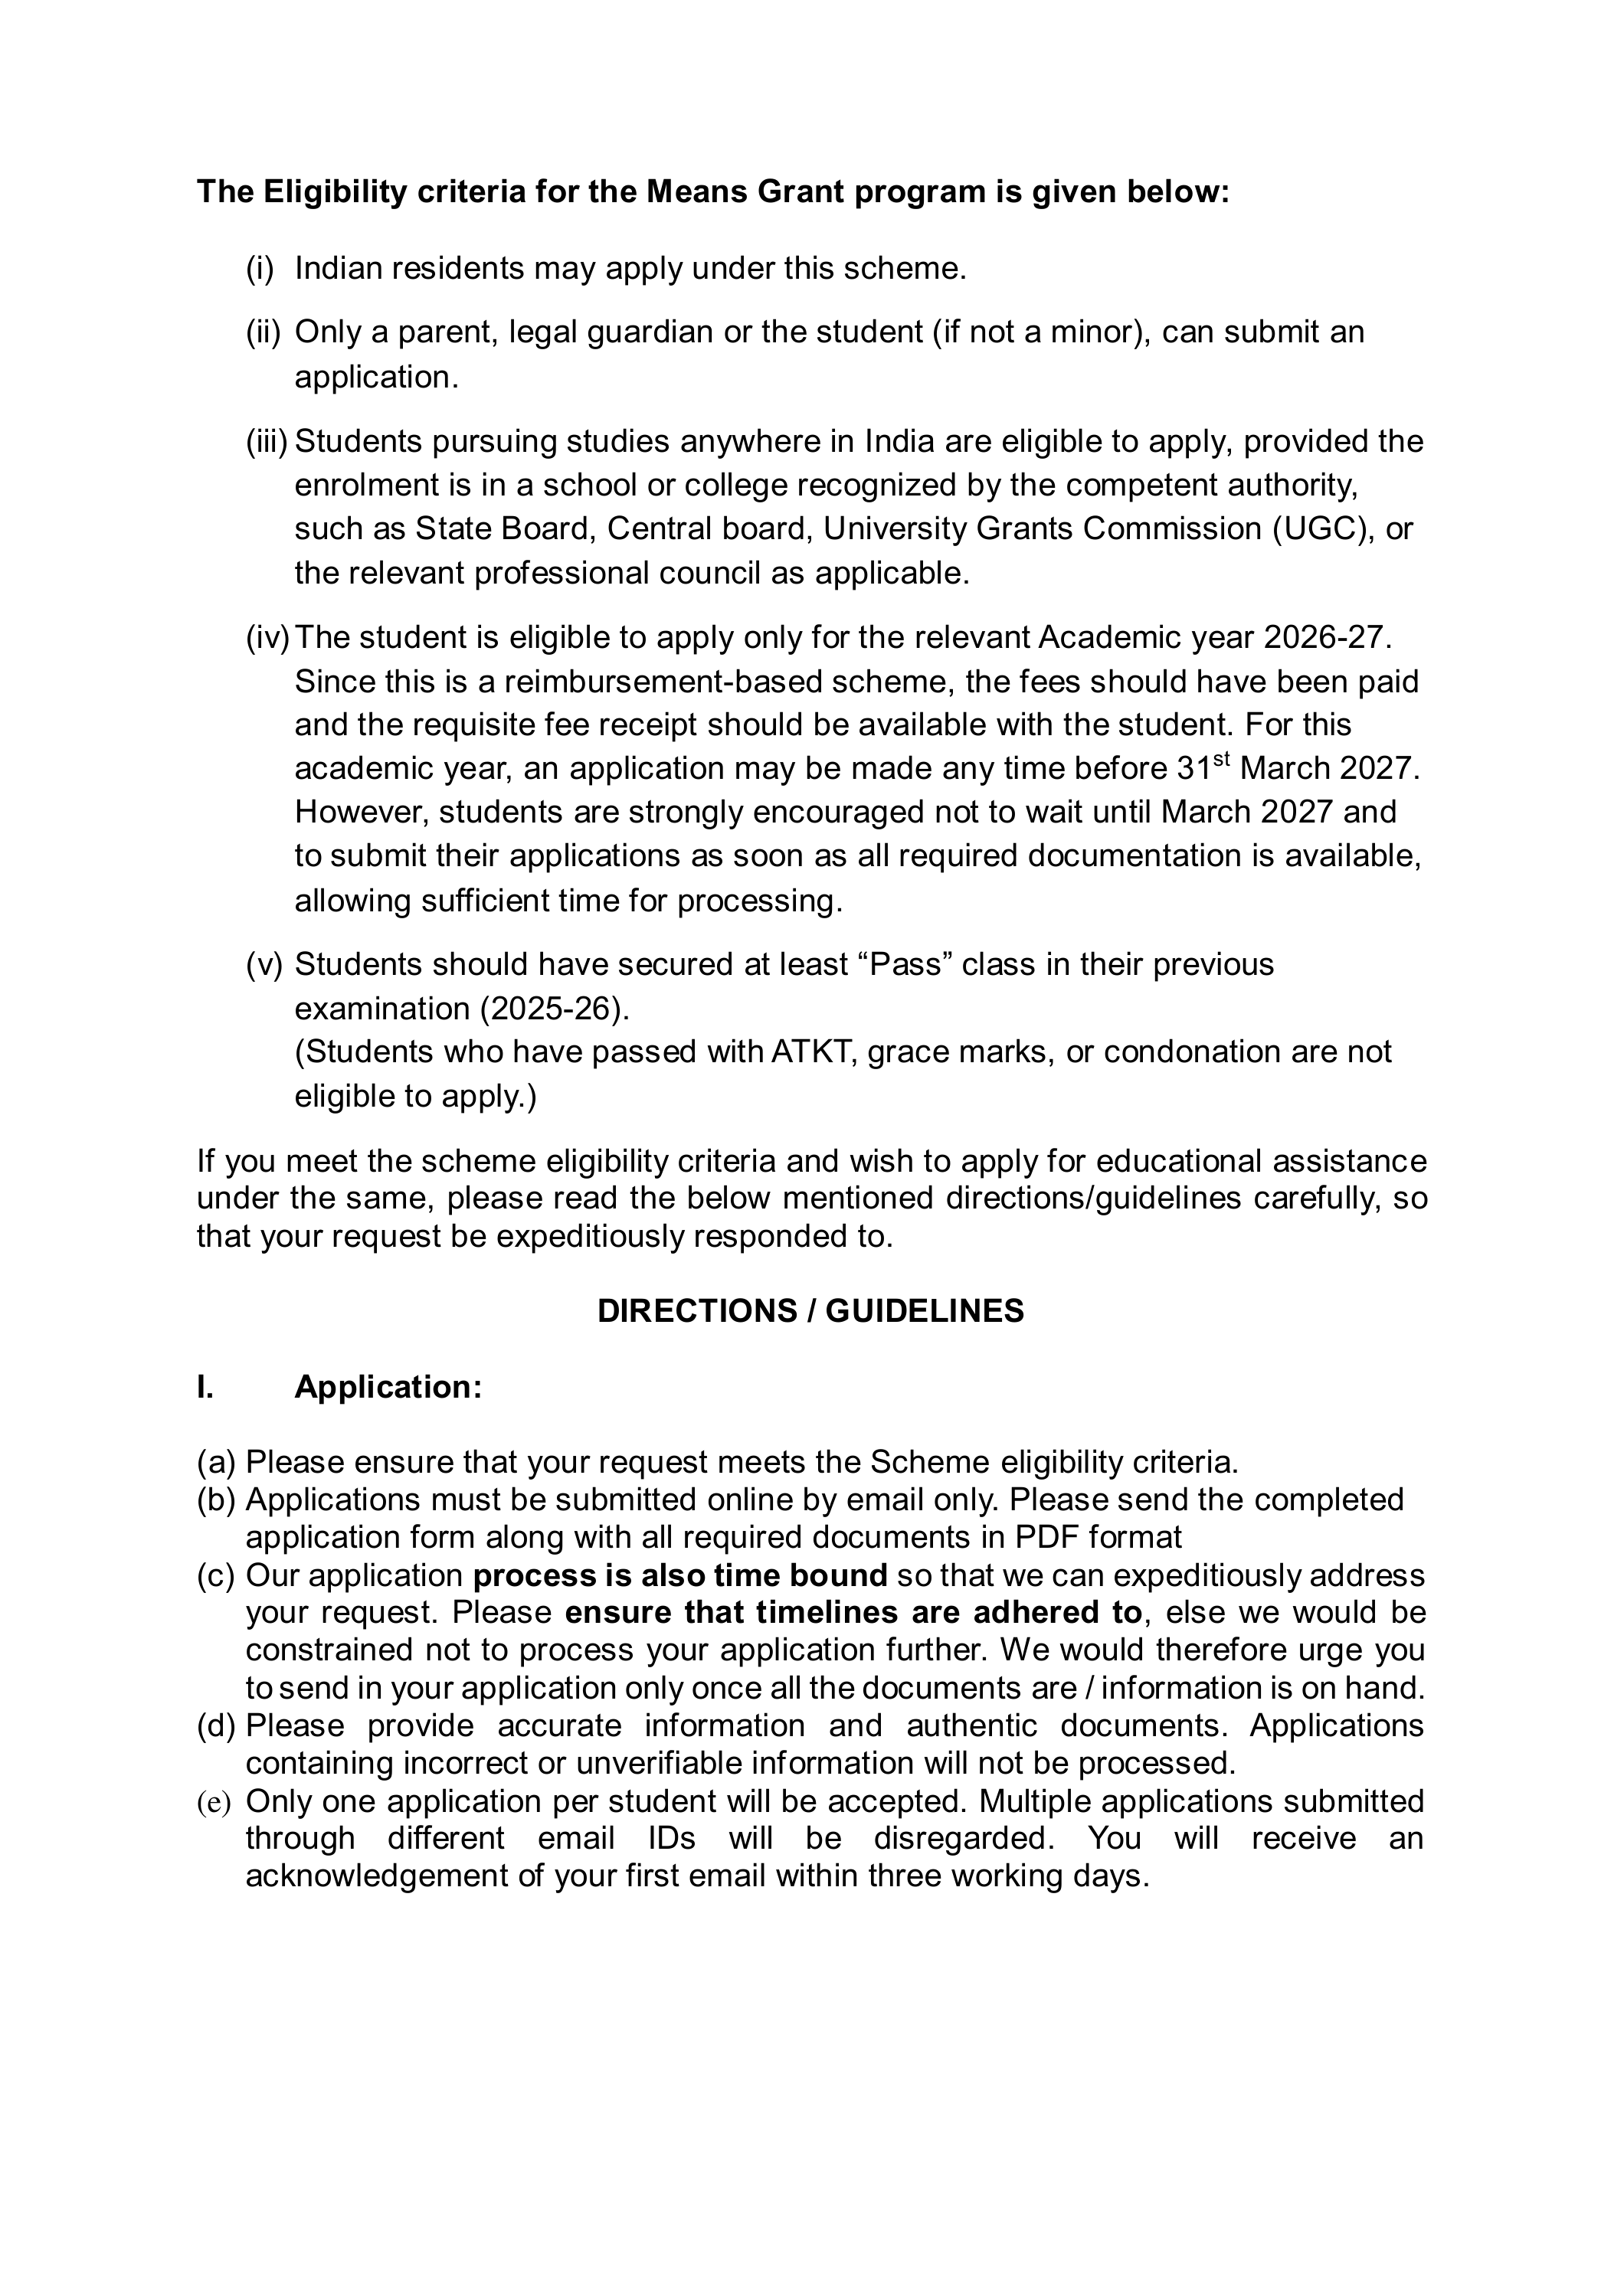 The Eligibility criteria for the Means Grant program is given below:
(i) Indian residents may apply under this scheme.
(ii) Only a parent, legal guardian or the student (if not a minor), can submit an
application.
(iii) Students pursuing studies anywhere in India are eligible to apply, provided the
enrolment is in a school or college recognized by the competent authority,
such as State Board, Central board, University Grants Commission (UGC), or
the relevant professional council as applicable.
(iv) The student is eligible to apply only for the relevant Academic year 2026-27.
Since this is a reimbursement-based scheme, the fees should have been paid
and the requisite fee receipt should be available with the student. For this
academic year, an application may be made any time before 31st March 2027.
However, students are strongly encouraged not to wait until March 2027 and
to submit their applications as soon as all required documentation is available,
allowing sufficient time for processing.
(v) Students should have secured at least “Pass” class in their previous
examination (2025-26).
(Students who have passed with ATKT, grace marks, or condonation are not
eligible to apply.)
If you meet the scheme eligibility criteria and wish to apply for educational assistance
under the same, please read the below mentioned directions/guidelines carefully, so
that your request be expeditiously responded to.
DIRECTIONS / GUIDELINES
I. Application:
(a) Please ensure that your request meets the Scheme eligibility criteria.
(b) Applications must be submitted online by email only. Please send the completed
application form along with all required documents in PDF format
(c) Our application process is also time bound so that we can expeditiously address
your request. Please ensure that timelines are adhered to, else we would be
constrained not to process your application further. We would therefore urge you
to send in your application only once all the documents are / information is on hand.
(d) Please provide accurate information and authentic documents. Applications
containing incorrect or unverifiable information will not be processed.
(e) Only one application per student will be accepted. Multiple applications submitted
through different email IDs will be disregarded. You will receive an
acknowledgement of your first email within three working days.